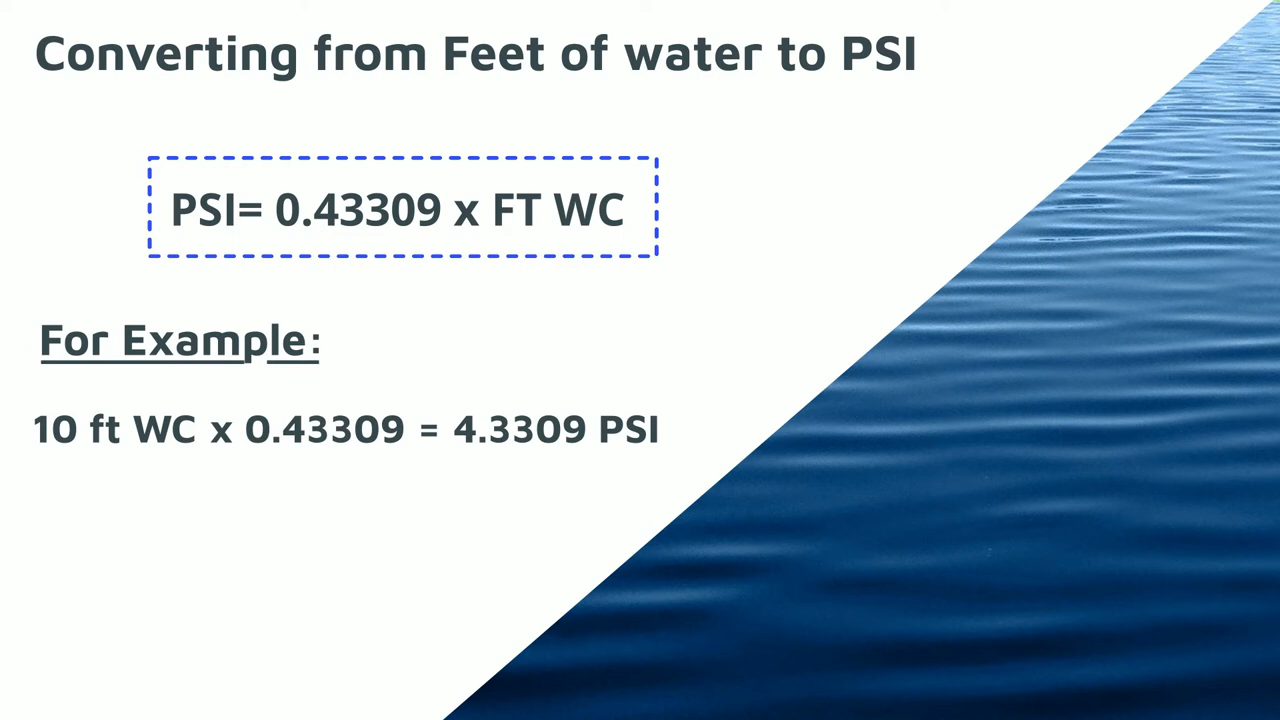 Converting from Feet of water to PSI
PSI= 0.43309 x FT WC
For Example:
10 ft WC x 0.43309 = 4.3309 PSI